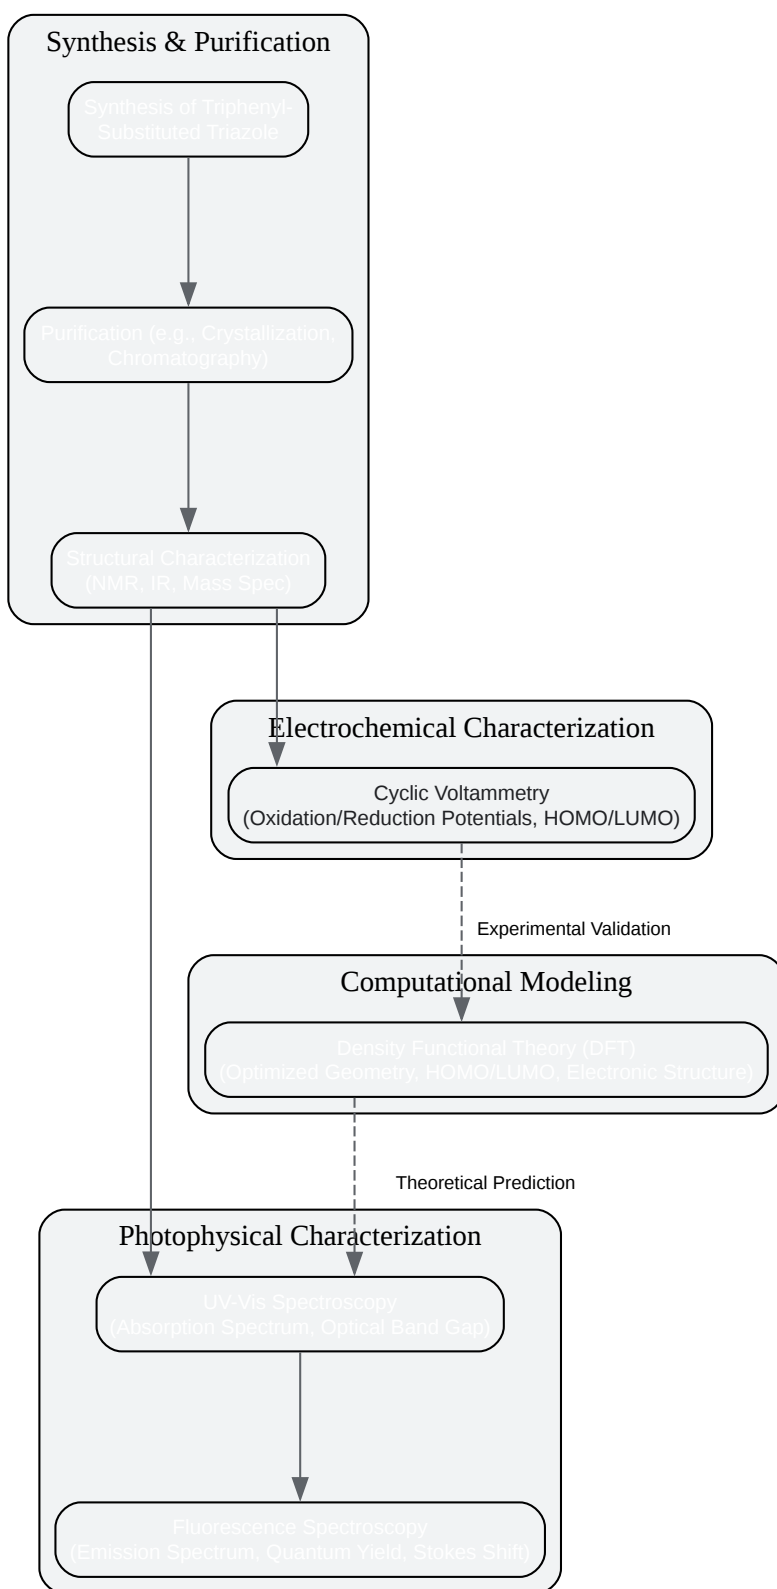 Synthesis & Purification
Synthesis of Triphenyl-
Substituted Triazole
Purification (e.g., Crystallization,
Chromatography)
Structural Characterization
(NMR, IR, Mass Spec)
Electrochemical Characterization
Cyclic Voltammetry
(Oxidation/Reduction Potentials, HOMO/LUMO)
Experimental Validation
Computational Modeling
Density Functional Theory (DFT)
(Optimized Geometry, HOMO/LUMO, Electronic Structure)
Theoretical Prediction
Photophysical Characterization
UV-Vis Spectroscopy
(Absorption Spectrum, Optical Band Gap)
Fluorescence Spectroscopy
(Emission Spectrum, Quantum Yield, Stokes Shift)